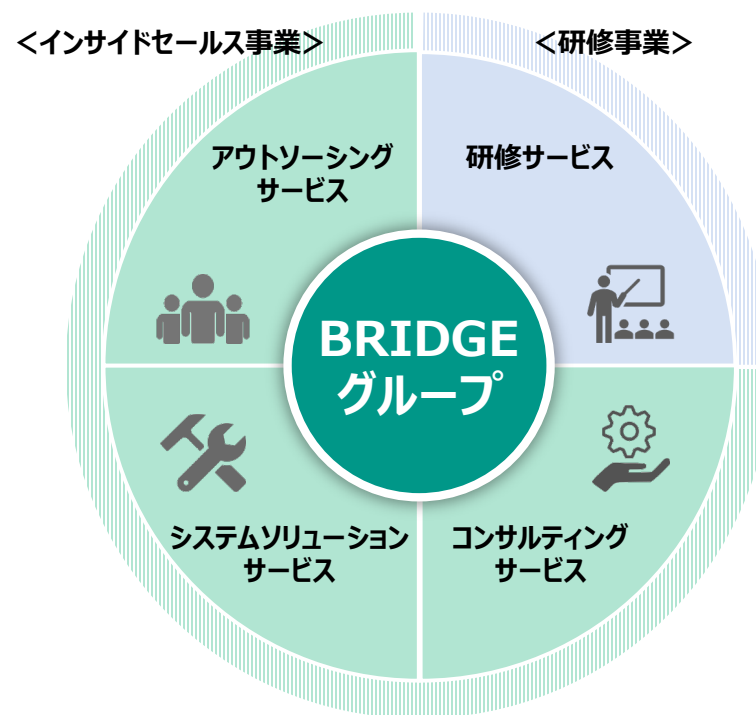 ＜インサイドセールス事業＞
＜研修事業＞
アウトソーシング
サービス
研修サービス
BRIDGE
グループ
システムソリューション
サービス
コンサルティング
サービス